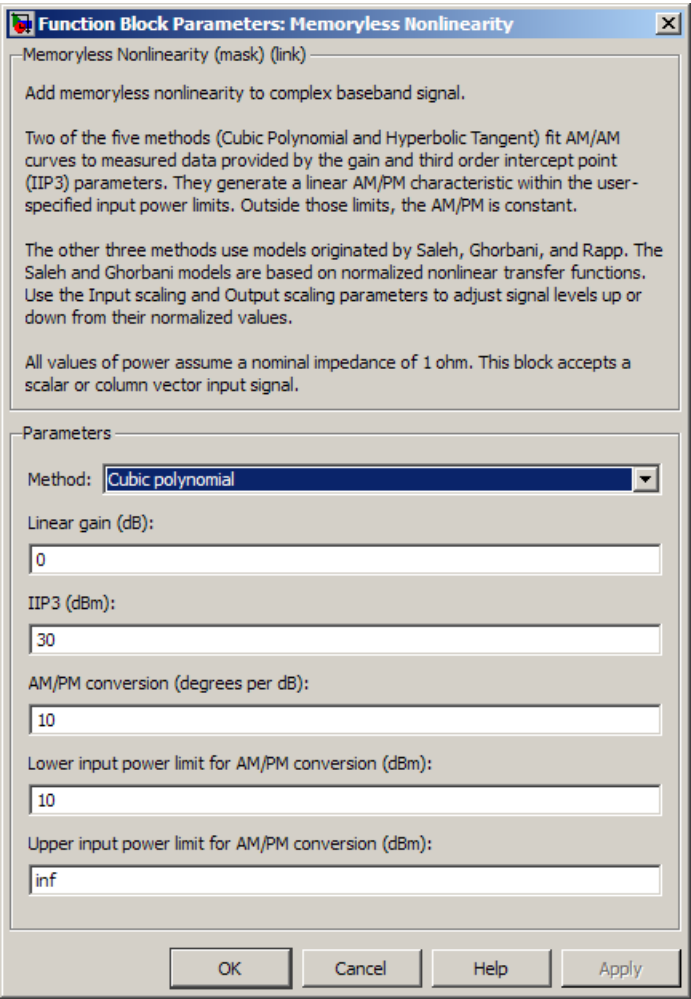 Function Block Parameters: Memoryless Nonlinearity
Memoryless Nonlinearity (mask) (link)
Add memoryless nonlinearity to complex baseband signal.
Two of the five methods (Cubic Polynomial and Hyperbolic Tangent) fit AM/AM
curves to measured data provided by the gain and third order intercept point
(IIP3) parameters. They generate a linear AM/PM characteristic within the user-
specified input power limits. Outside those limits, the AM/PM is constant.
The other three methods use models originated by Saleh, Ghorbani, and Rapp. The
Saleh and Ghorbani models are based on normalized nonlinear transfer functions.
Use the Input scaling and Output scaling parameters to adjust signal levels up or
down from their normalized values.
All values of power assume a nominal impedance of 1 ohm. This block accepts a
scalar or column vector input signal.
Parameters
Method: Cubic polynomial
Linear gain (dB):
0
IIP3 (dBm):
30
AM/PM conversion (degrees per dB):
10
Lower input power limit for AM/PM conversion (dBm):
10
Upper input power limit for AM/PM conversion (dBm):
inf
OK Cancel Help Apply